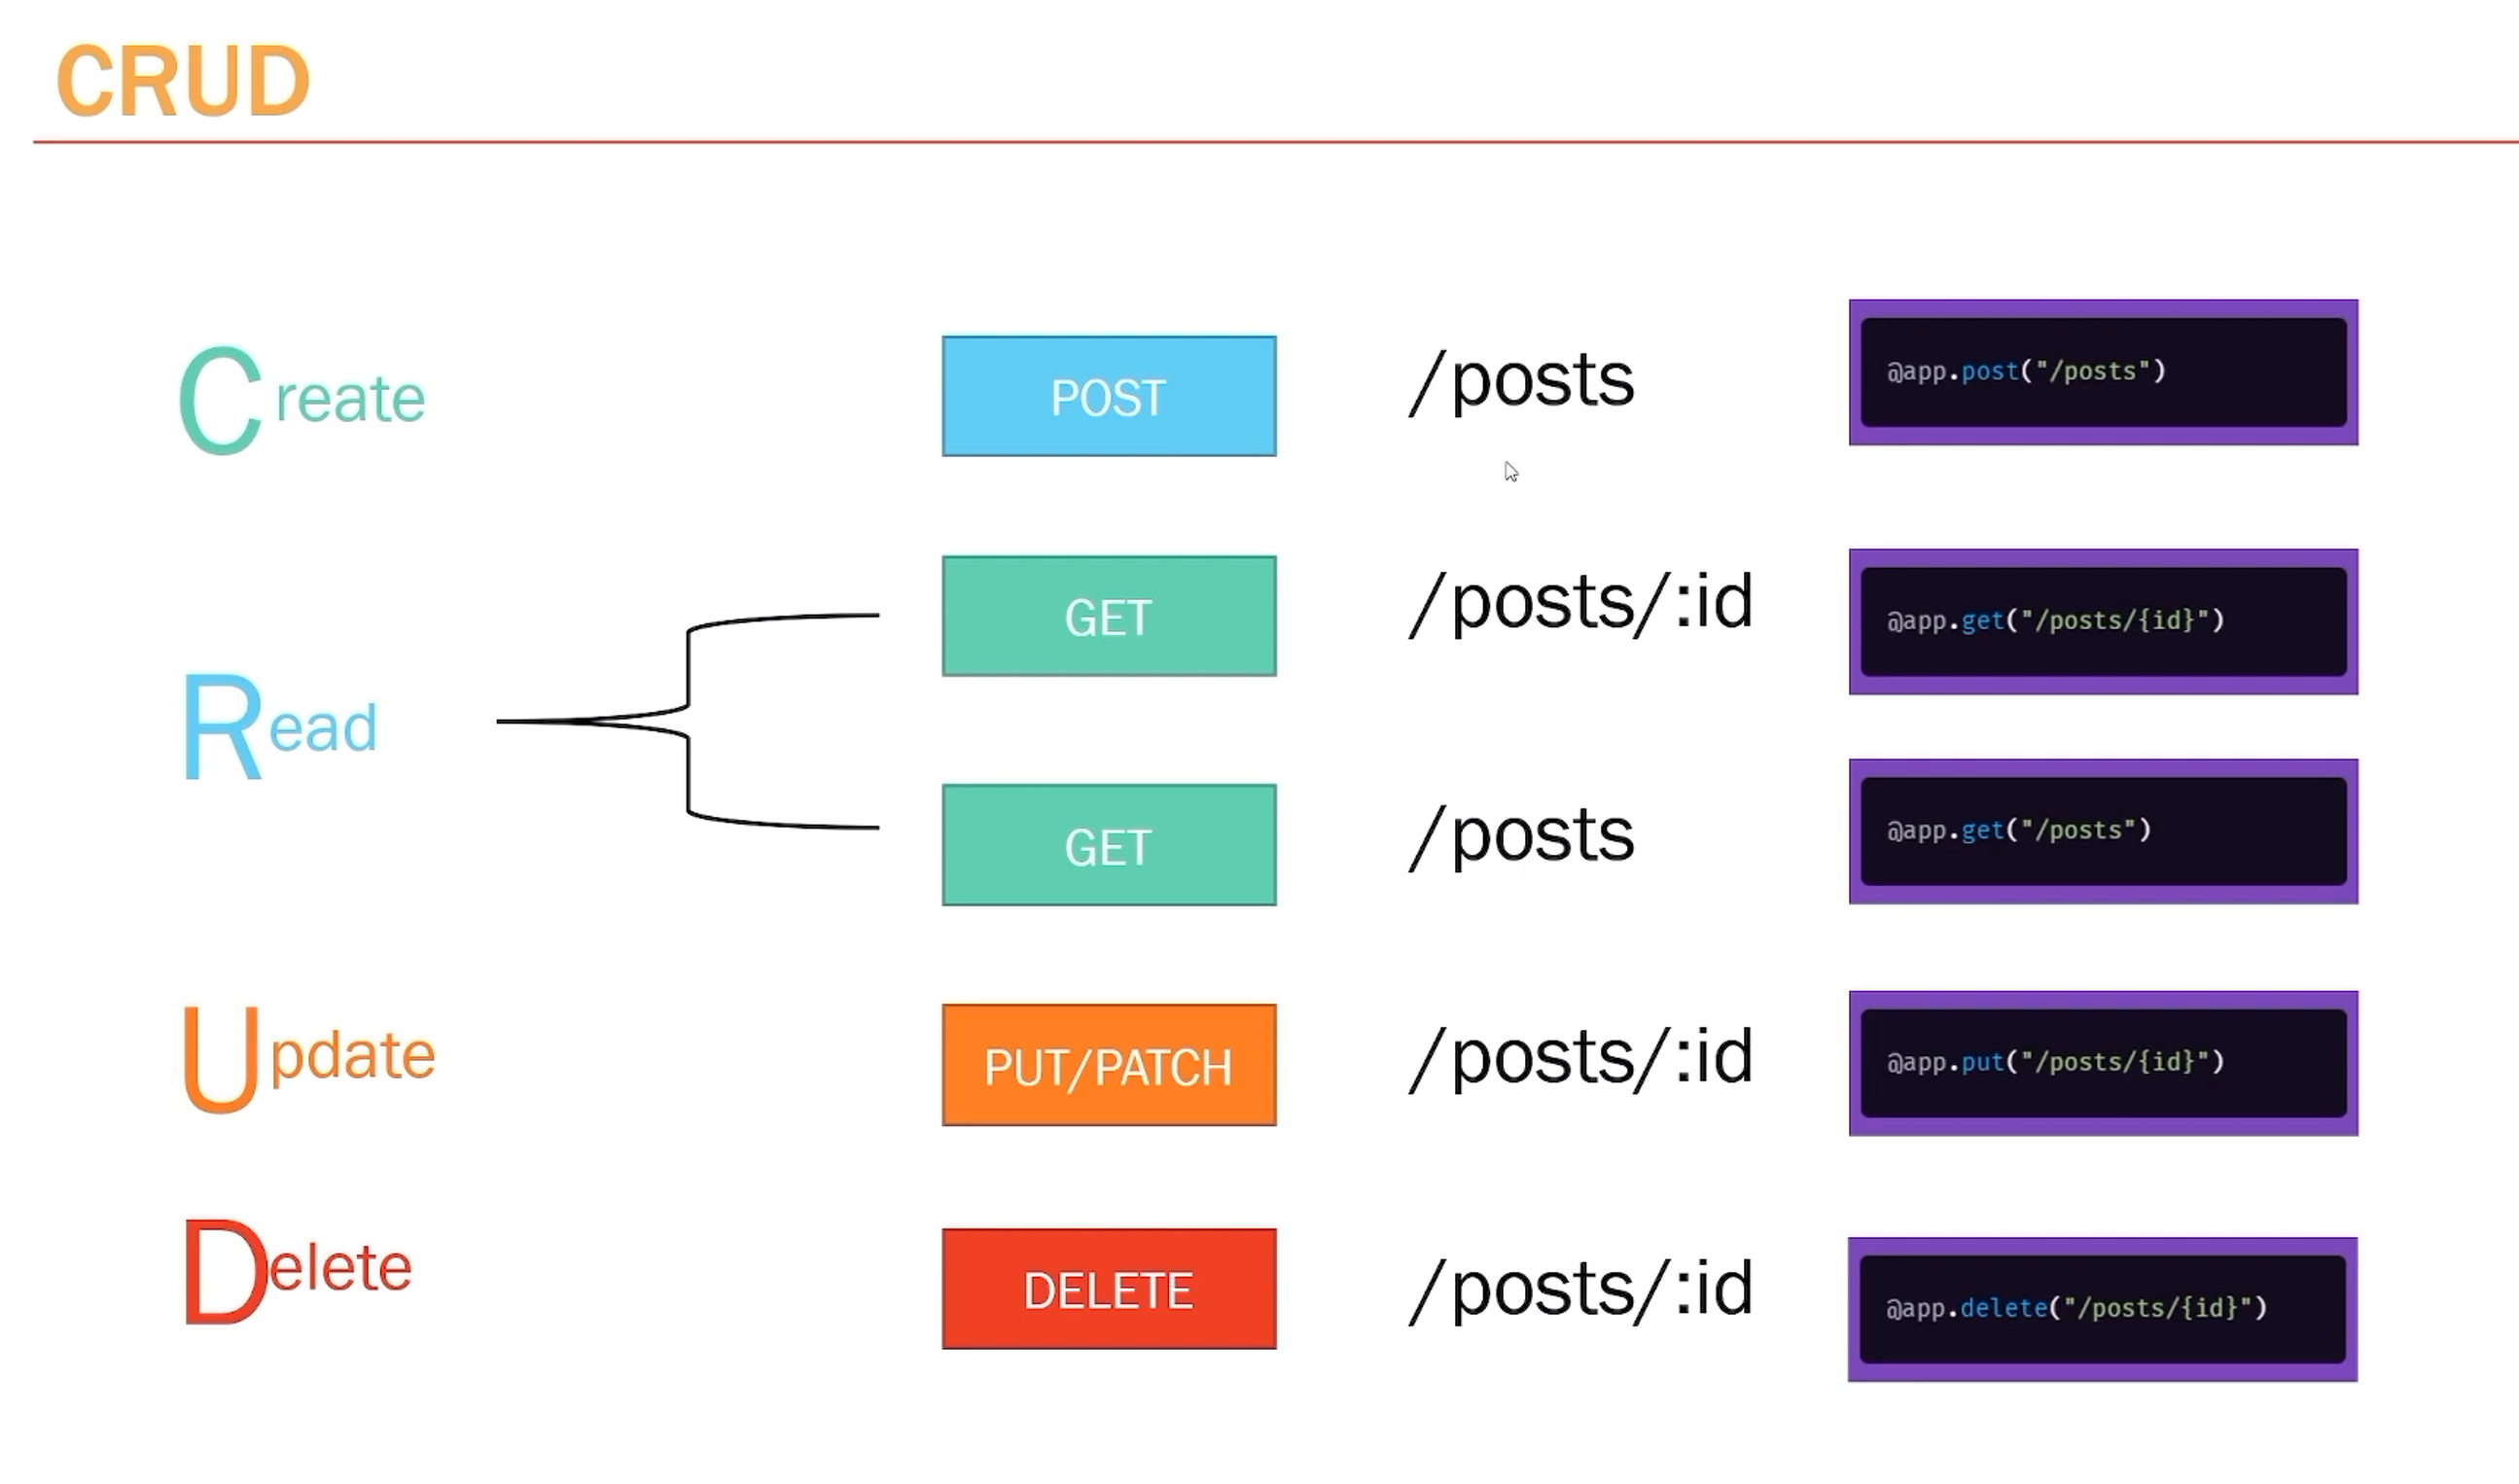 CRUD
Create
POST
/posts
@app.post("/posts")
Read
GET
/posts/:id
@app.get("/posts/{id}")
GET
/posts
@app.get("/posts")
Update
PUT/PATCH
/posts/:id
@app.put("/posts/{id}")
Delete
DELETE
/posts/:id
@app.delete("/posts/{id}")